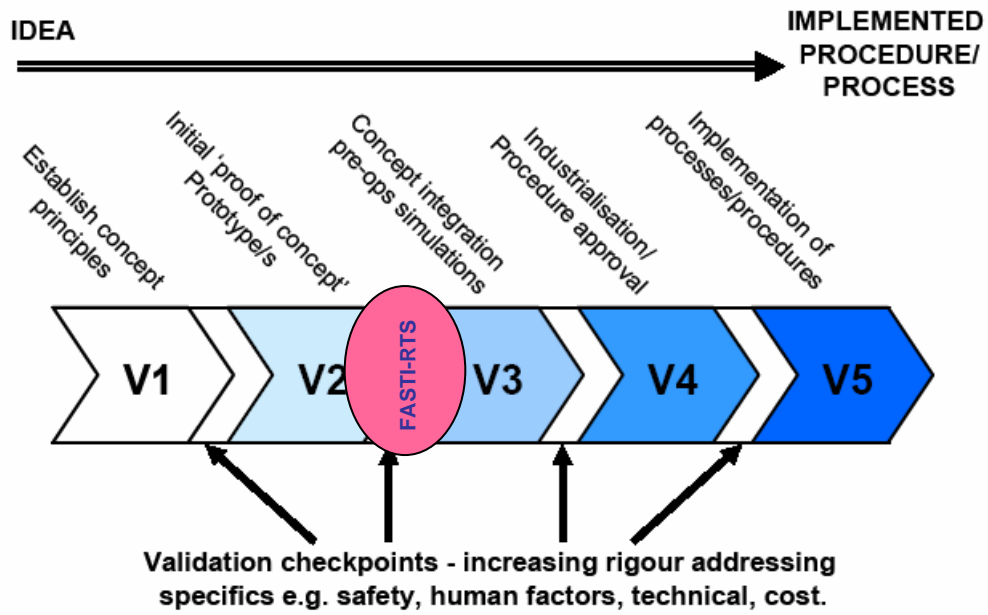 IDEA
IMPLEMENTED
PROCEDURE/
PROCESS
Establish concept
principles
Initial 'proof of concept'
Prototype/s
Concept integration
pre-ops simulations
Industrialisation/
Procedure approval
Implementation of
processes/procedures
V1
V2
FASTI-RTS
V3
V4
V5
Validation checkpoints - increasing rigour addressing
specifics e.g. safety, human factors, technical, cost.